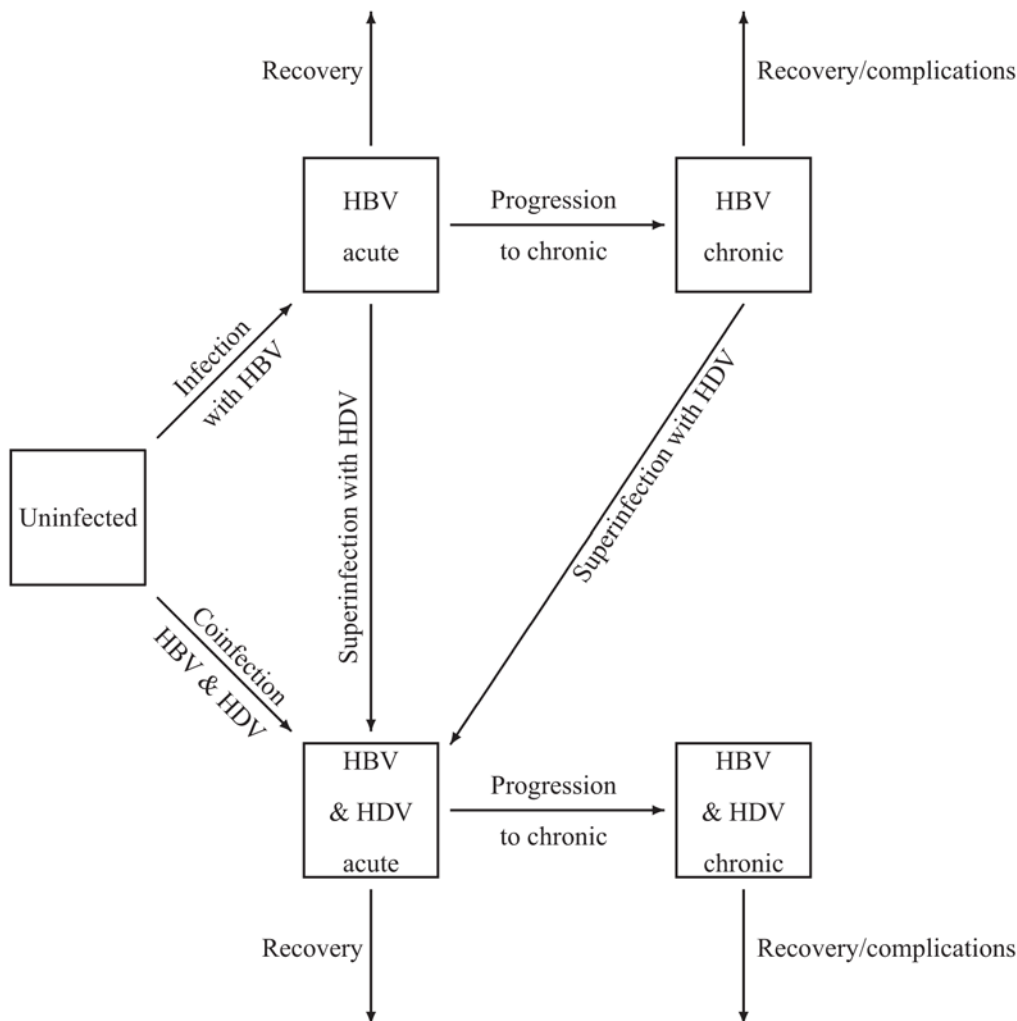 Recovery
Recovery/complications
HBV
acute
Progression
to chronic
HBV
chronic
Infection
with HBV
Superinfection with HDV
Superinfection with HDV
Uninfected
Coinfection
HBV & HDV
HBV
& HDV
acute
Progression
to chronic
HBV
& HDV
chronic
Recovery
Recovery/complications